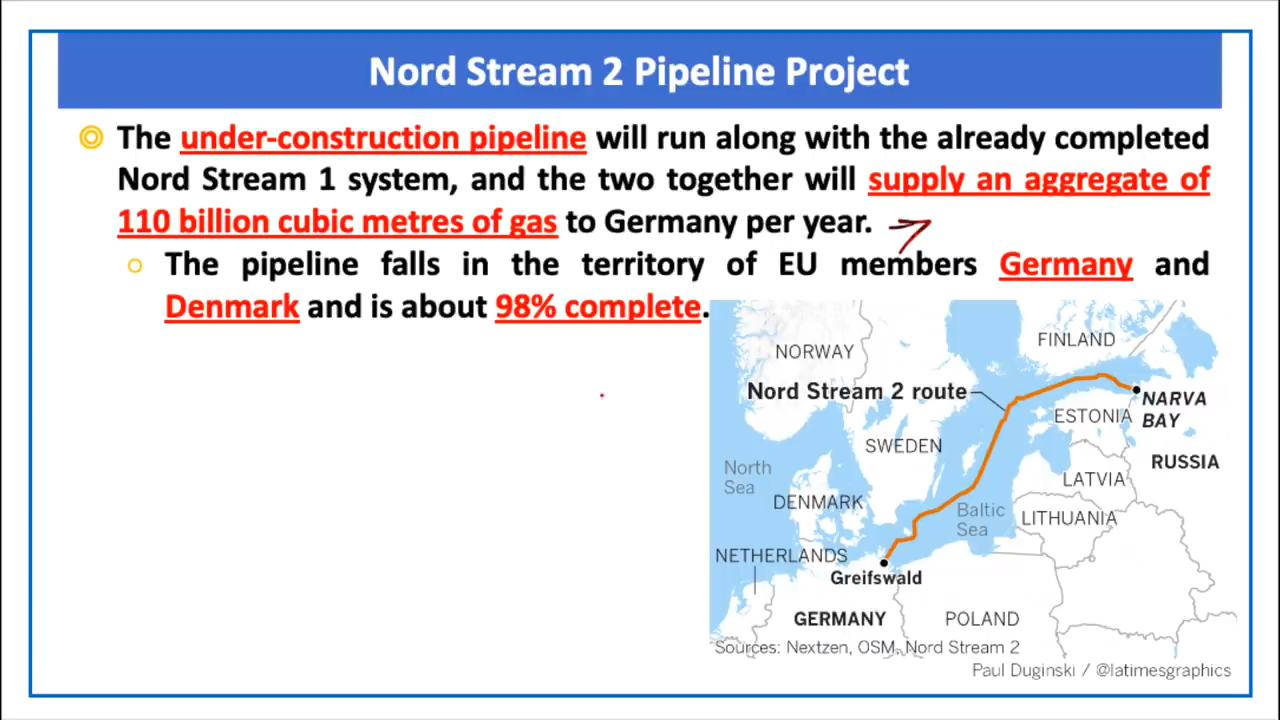 Nord Stream 2 Pipeline Project
The under-construction pipeline will run along with the already completed
Nord Stream 1 system, and the two together will supply an aggregate of
110 billion cubic metres of gas to Germany per year.
The pipeline falls in the territory of EU members Germany and
Denmark and is about 98% complete.
NORWAY
FINLAND
Nord Stream 2 route
NARVA
BAY
ESTONIA
SWEDEN
RUSSIA
North
Sea
LATVIA
DENMARK
Baltic
Sea
LITHUANIA
NETHERLANDS
Greifswald
GERMANY
POLAND
Sources: Nextzen, OSM, Nord Stream 2
Paul Duginski / @latimesgraphics